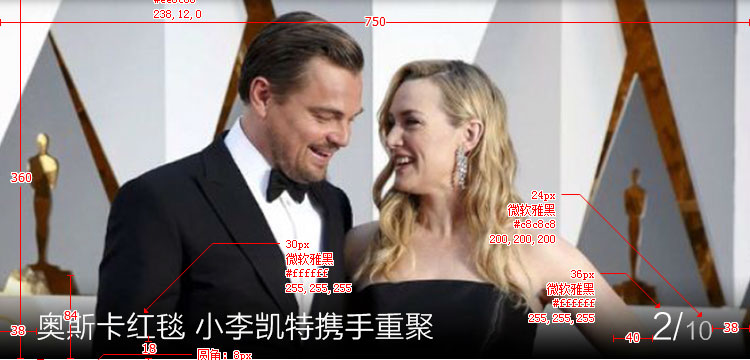 238, 12, 0
750
360
24px
微软雅黑
#c8c8c8
200, 200, 200
30px
微软雅黑
#ffffff
255, 255, 255
36px
微软雅黑
#ffffff
255, 255, 255
84
38
奥斯卡红毯 小李凯特携手重聚
2/10
40
38
18
圆角: 8px